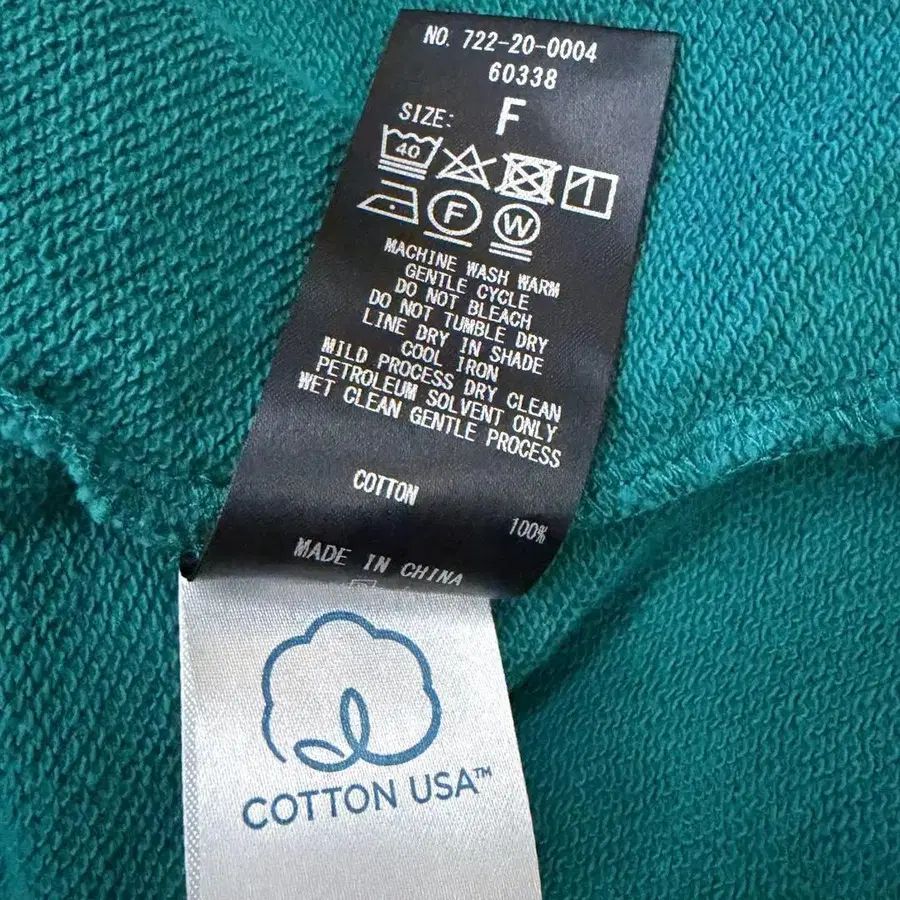 NO. 722-20-0004
60338
SIZE: F
40
F W
MACHINE WASH WARM
GENTLE CYCLE
DO NOT BLEACH
DO NOT TUMBLE DRY
LINE DRY IN SHADE
COOL IRON
MILD PROCESS DRY CLEAN
PETROLEUM SOLVENT ONLY
WET CLEAN GENTLE PROCESS
COTTON 100%
MADE IN CHINA
COTTON USA™